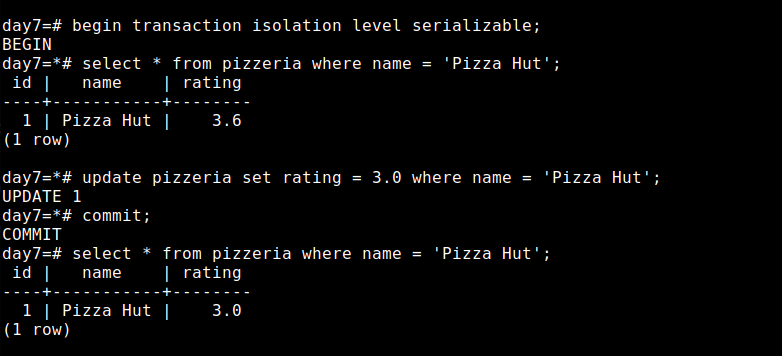 day7=# begin transaction isolation level serializable;
BEGIN
day7=*# select * from pizzeria where name = 'Pizza Hut';
 id |   name    | rating
----+-----------+--------
  1 | Pizza Hut |    3.6
(1 row)

day7=*# update pizzeria set rating = 3.0 where name = 'Pizza Hut';
UPDATE 1
day7=*# commit;
COMMIT
day7=# select * from pizzeria where name = 'Pizza Hut';
 id |   name    | rating
----+-----------+--------
  1 | Pizza Hut |    3.0
(1 row)